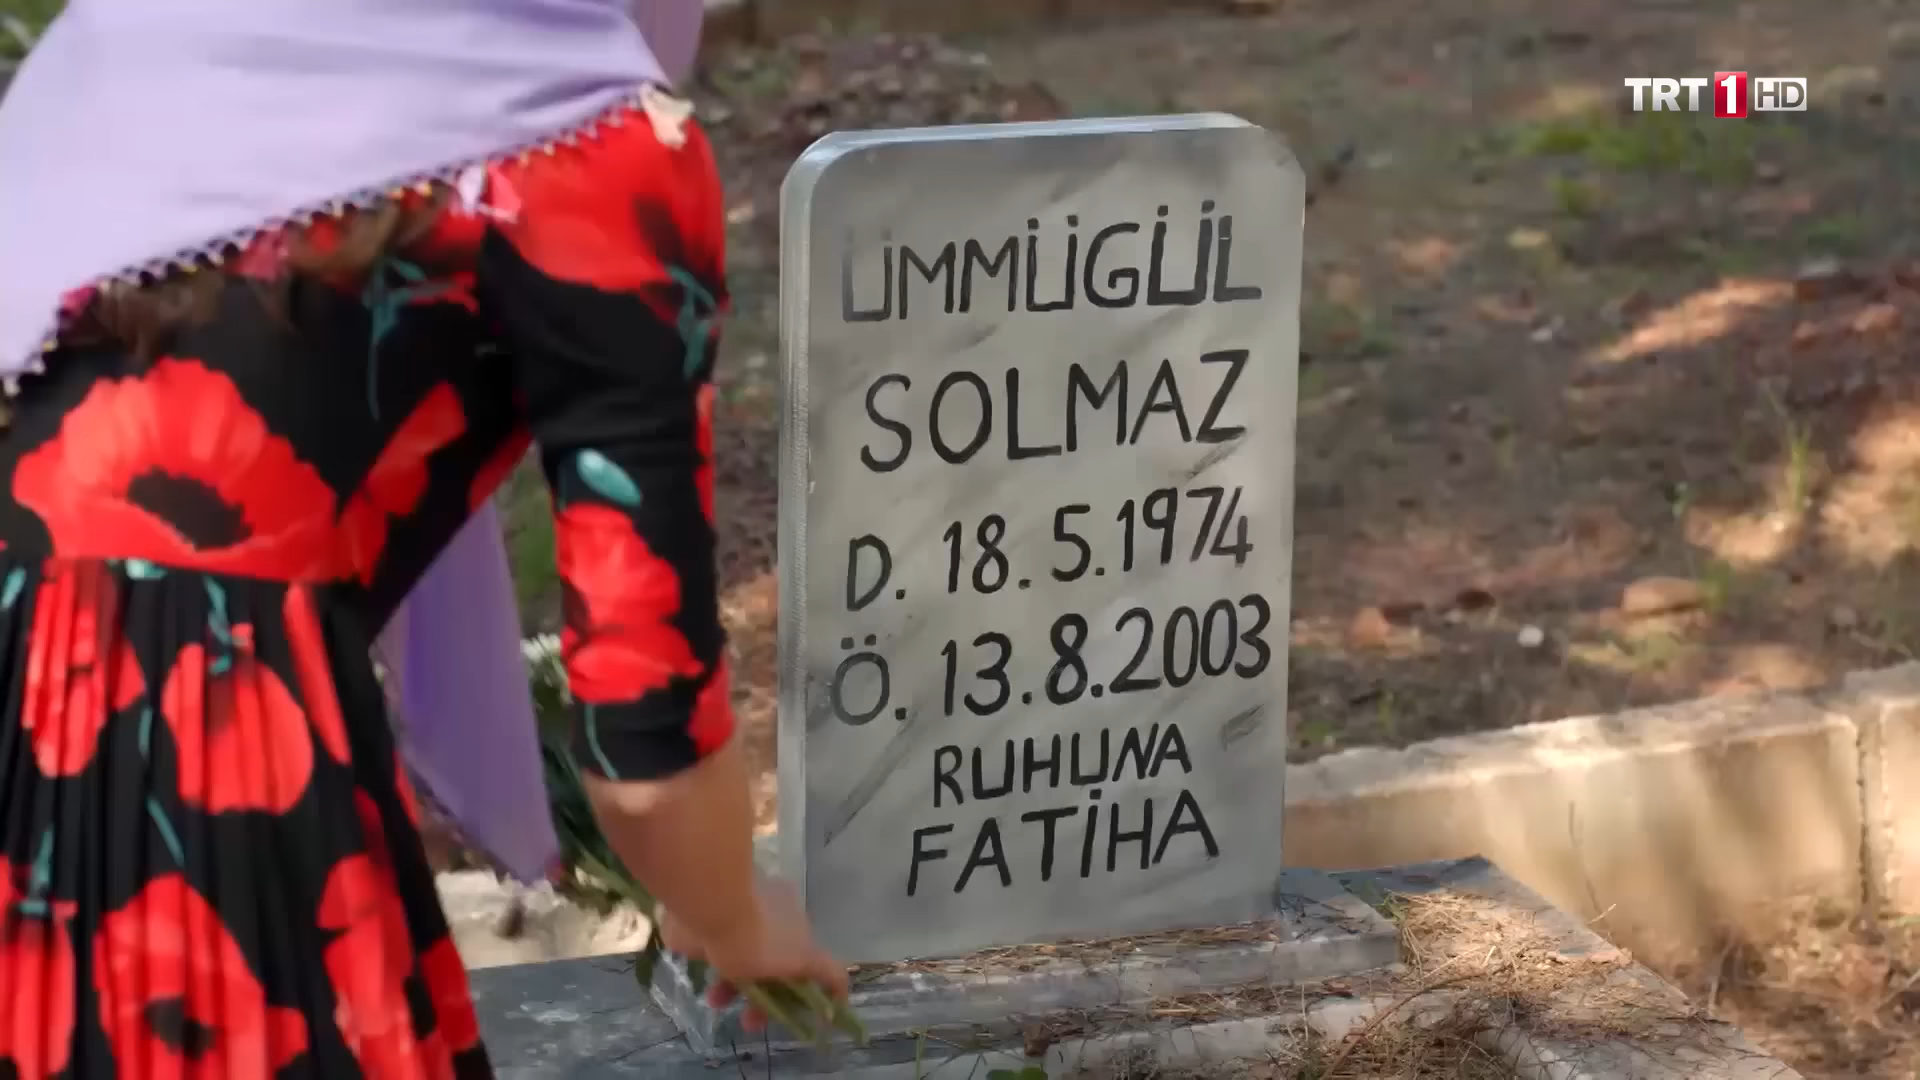 TRT 1 HD
ÜMMÜGÜL
SOLMAZ
D. 18.5.1974
Ö. 13.8.2003
RUHUNA
FATİHA